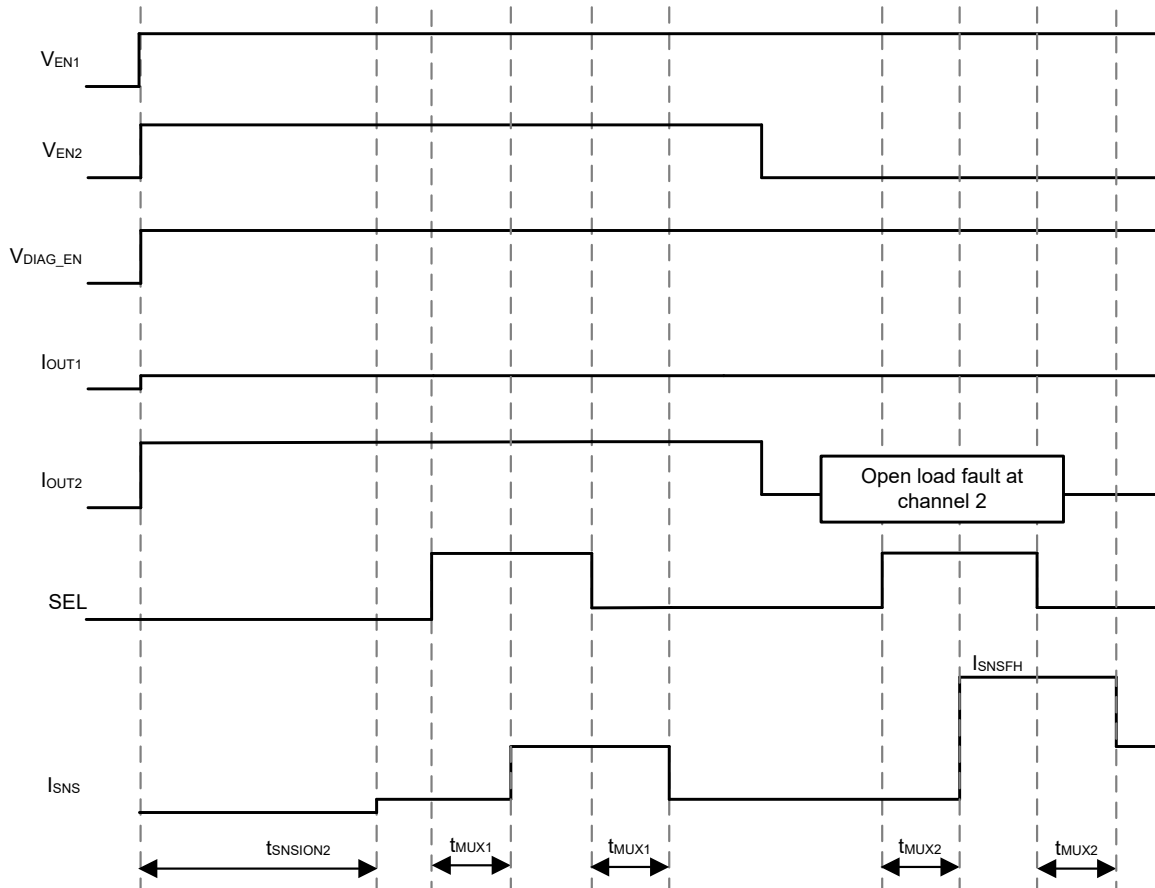 VEN1
VEN2
VDIAG_EN
IOUT1
IOUT2
Open load fault at
channel 2
SEL
ISNSFH
ISNS
tSNSION2
tMUX1
tMUX1
tMUX2
tMUX2